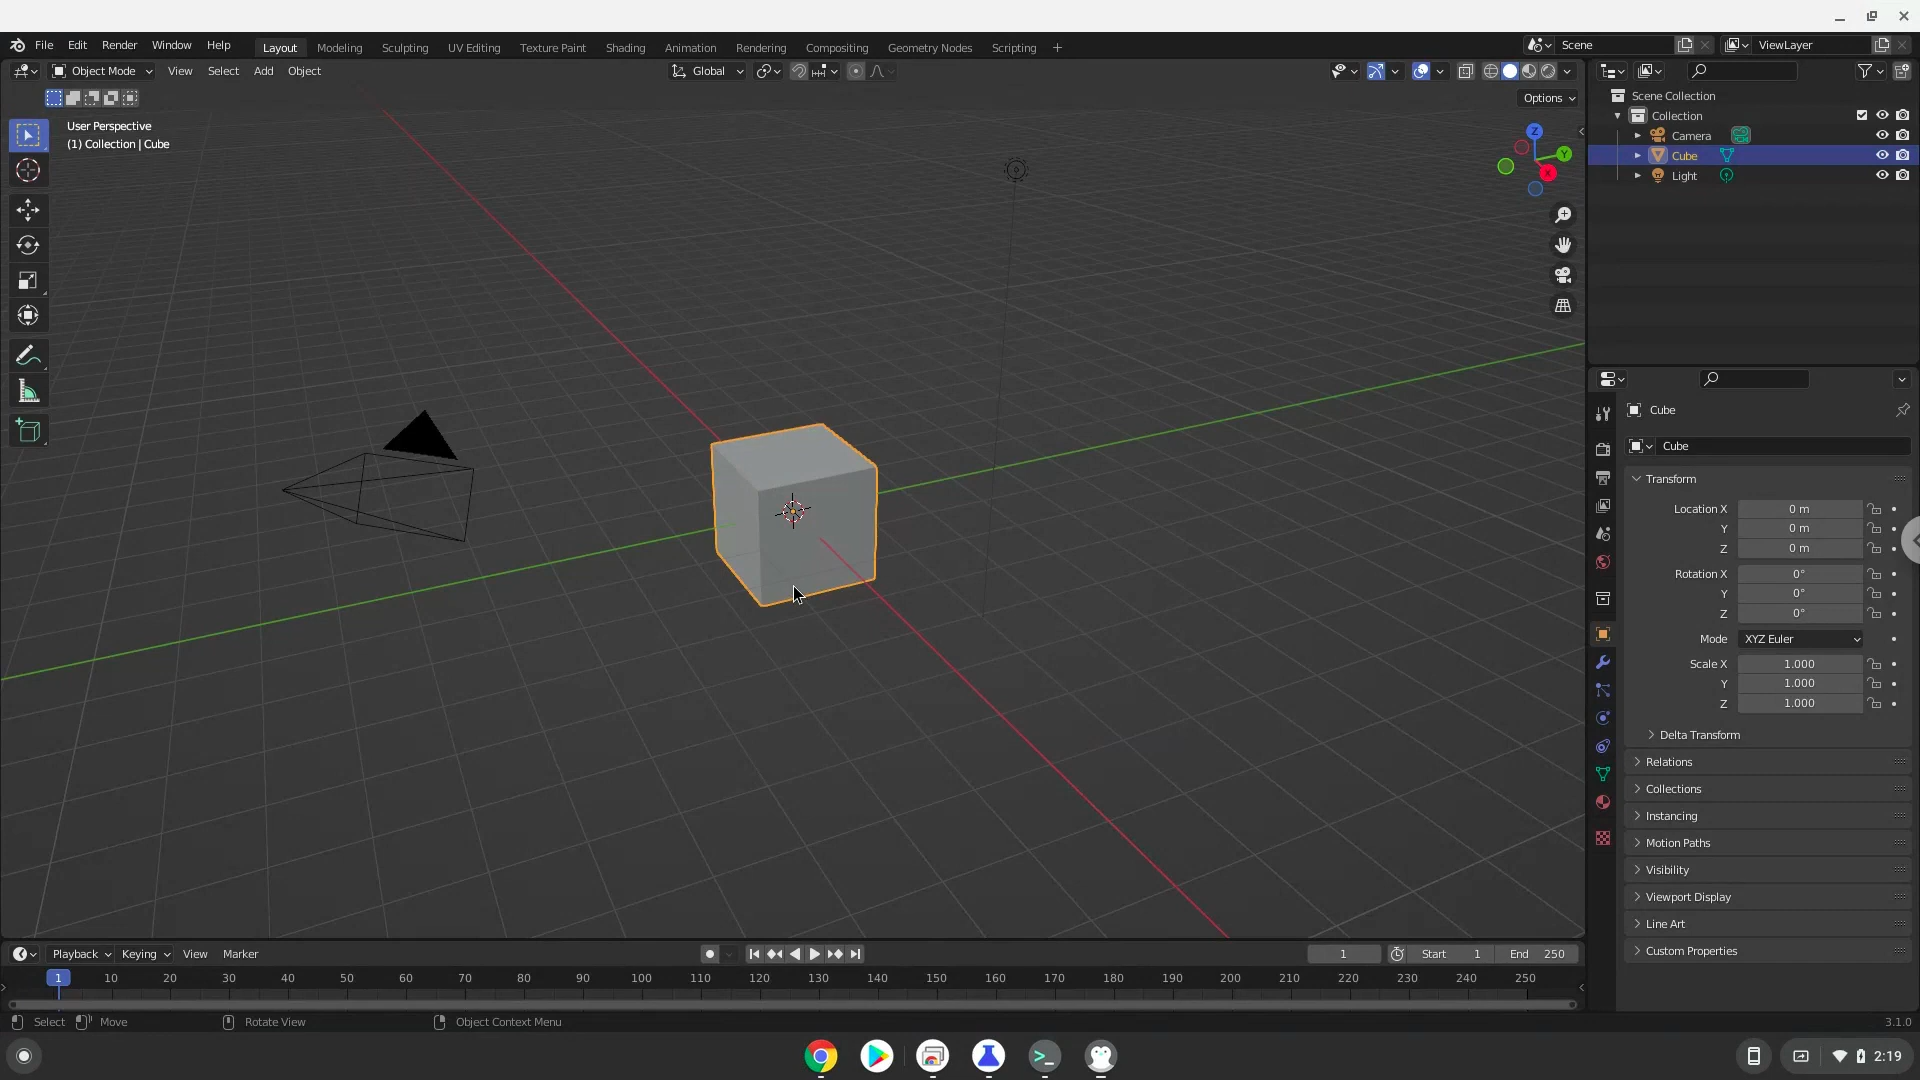 File Edit Render Window Help Layout Modeling Sculpting UV Editing Texture Paint Shading Animation Rendering Compositing Geometry Nodes Scripting + Scene ViewLayer
Object Mode View Select Add Object Global
Options
User Perspective
(1) Collection | Cube
Z
Y
X
Scene Collection
Collection
Camera
Cube
Light
Cube
Cube
Transform
Location X 0 m
Y 0 m
Z 0 m
Rotation X 0°
Y 0°
Z 0°
Mode XYZ Euler
Scale X 1.000
Y 1.000
Z 1.000
Delta Transform
Relations
Collections
Instancing
Motion Paths
Visibility
Viewport Display
Line Art
Custom Properties
Playback Keying View Marker 1 Start 1 End 250
1 10 20 30 40 50 60 70 80 90 100 110 120 130 140 150 160 170 180 190 200 210 220 230 240 250
Select Move Rotate View Object Context Menu 3.1.0
2:19